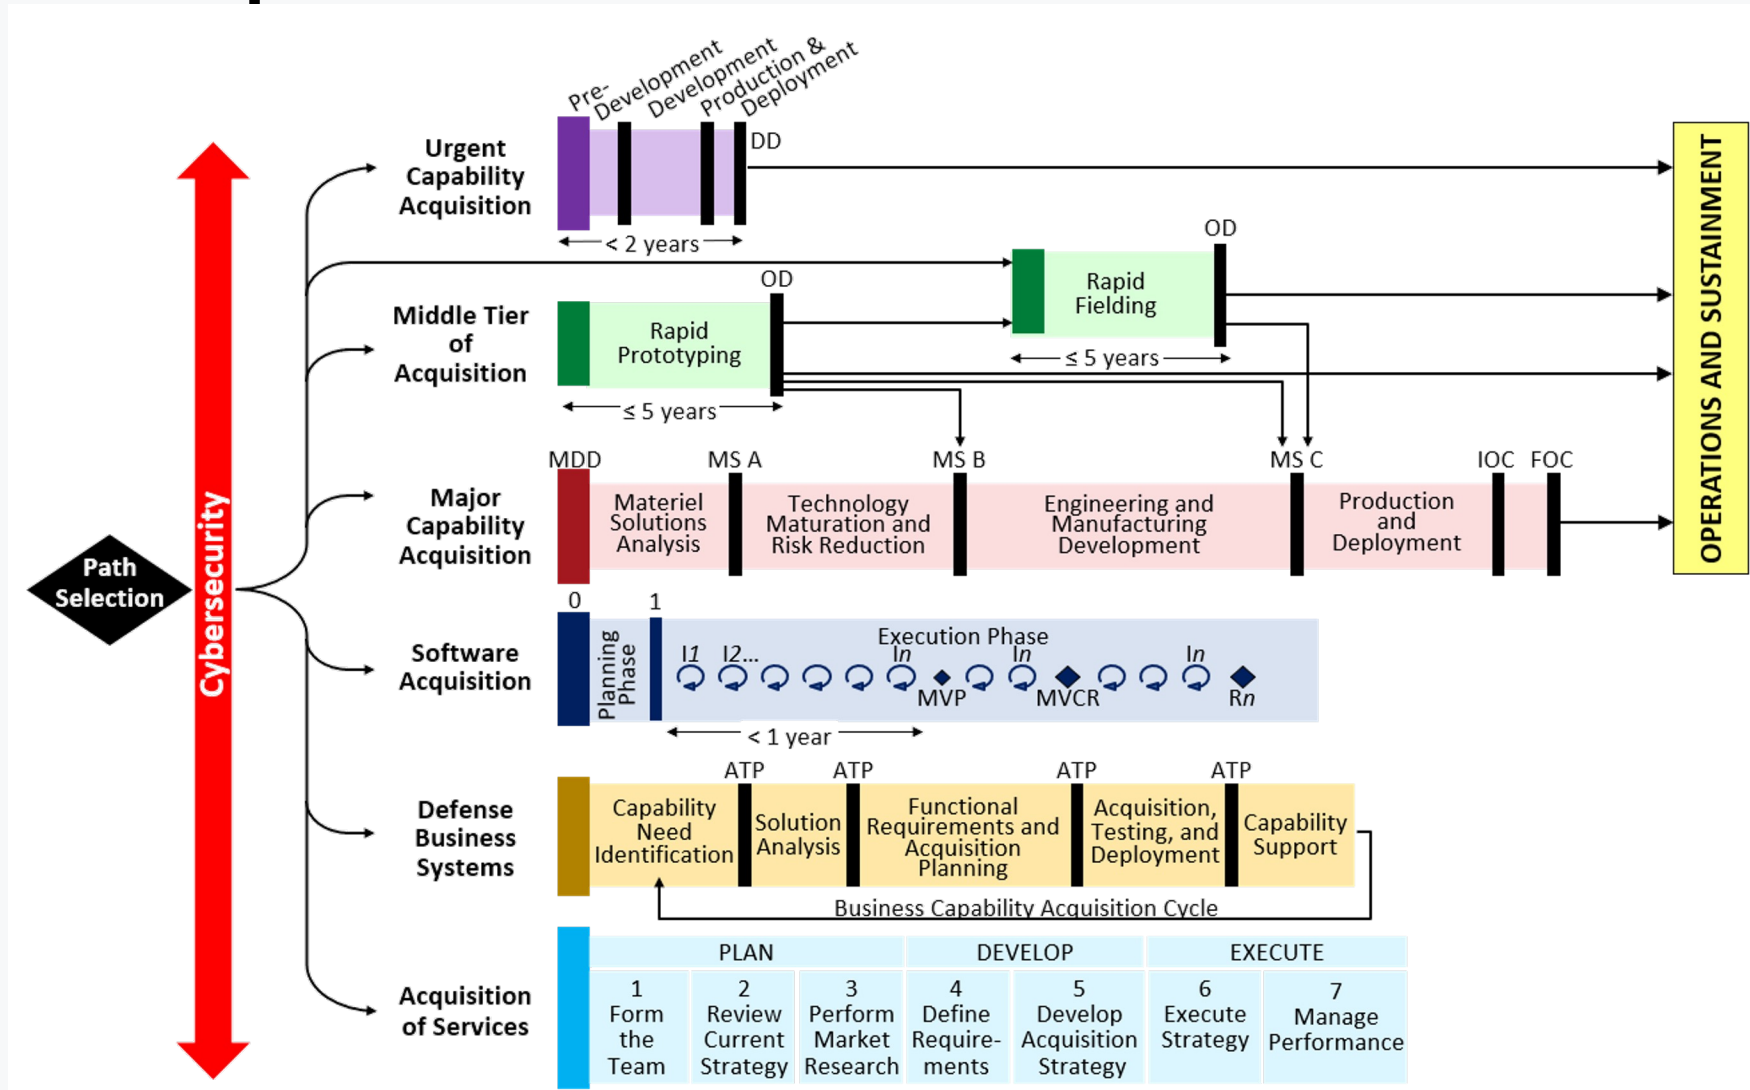 Pre-
Development
Development
Production &
Deployment
Urgent
Capability
Acquisition
DD
< 2 years
OD
Rapid
Fielding
≤ 5 years
Middle Tier
of
Acquisition
OD
Rapid
Prototyping
≤ 5 years
OPERATIONS AND SUSTAINMENT
Path
Selection
Cybersecurity
Major
Capability
Acquisition
MDD
MS A
MS B
MS C
IOC
FOC
Materiel
Solutions
Analysis
Technology
Maturation and
Risk Reduction
Engineering and
Manufacturing
Development
Production
and
Deployment
Software
Acquisition
0
1
Planning
Phase
Execution Phase
I1
I2...
In
In
In
MVP
MVCR
Rn
< 1 year
Defense
Business
Systems
ATP
ATP
ATP
ATP
Capability
Need
Identification
Solution
Analysis
Functional
Requirements and
Acquisition
Planning
Acquisition,
Testing, and
Deployment
Capability
Support
Business Capability Acquisition Cycle
Acquisition
of Services
PLAN
DEVELOP
EXECUTE
1
Form
the
Team
2
Review
Current
Strategy
3
Perform
Market
Research
4
Define
Require-
ments
5
Develop
Acquisition
Strategy
6
Execute
Strategy
7
Manage
Performance